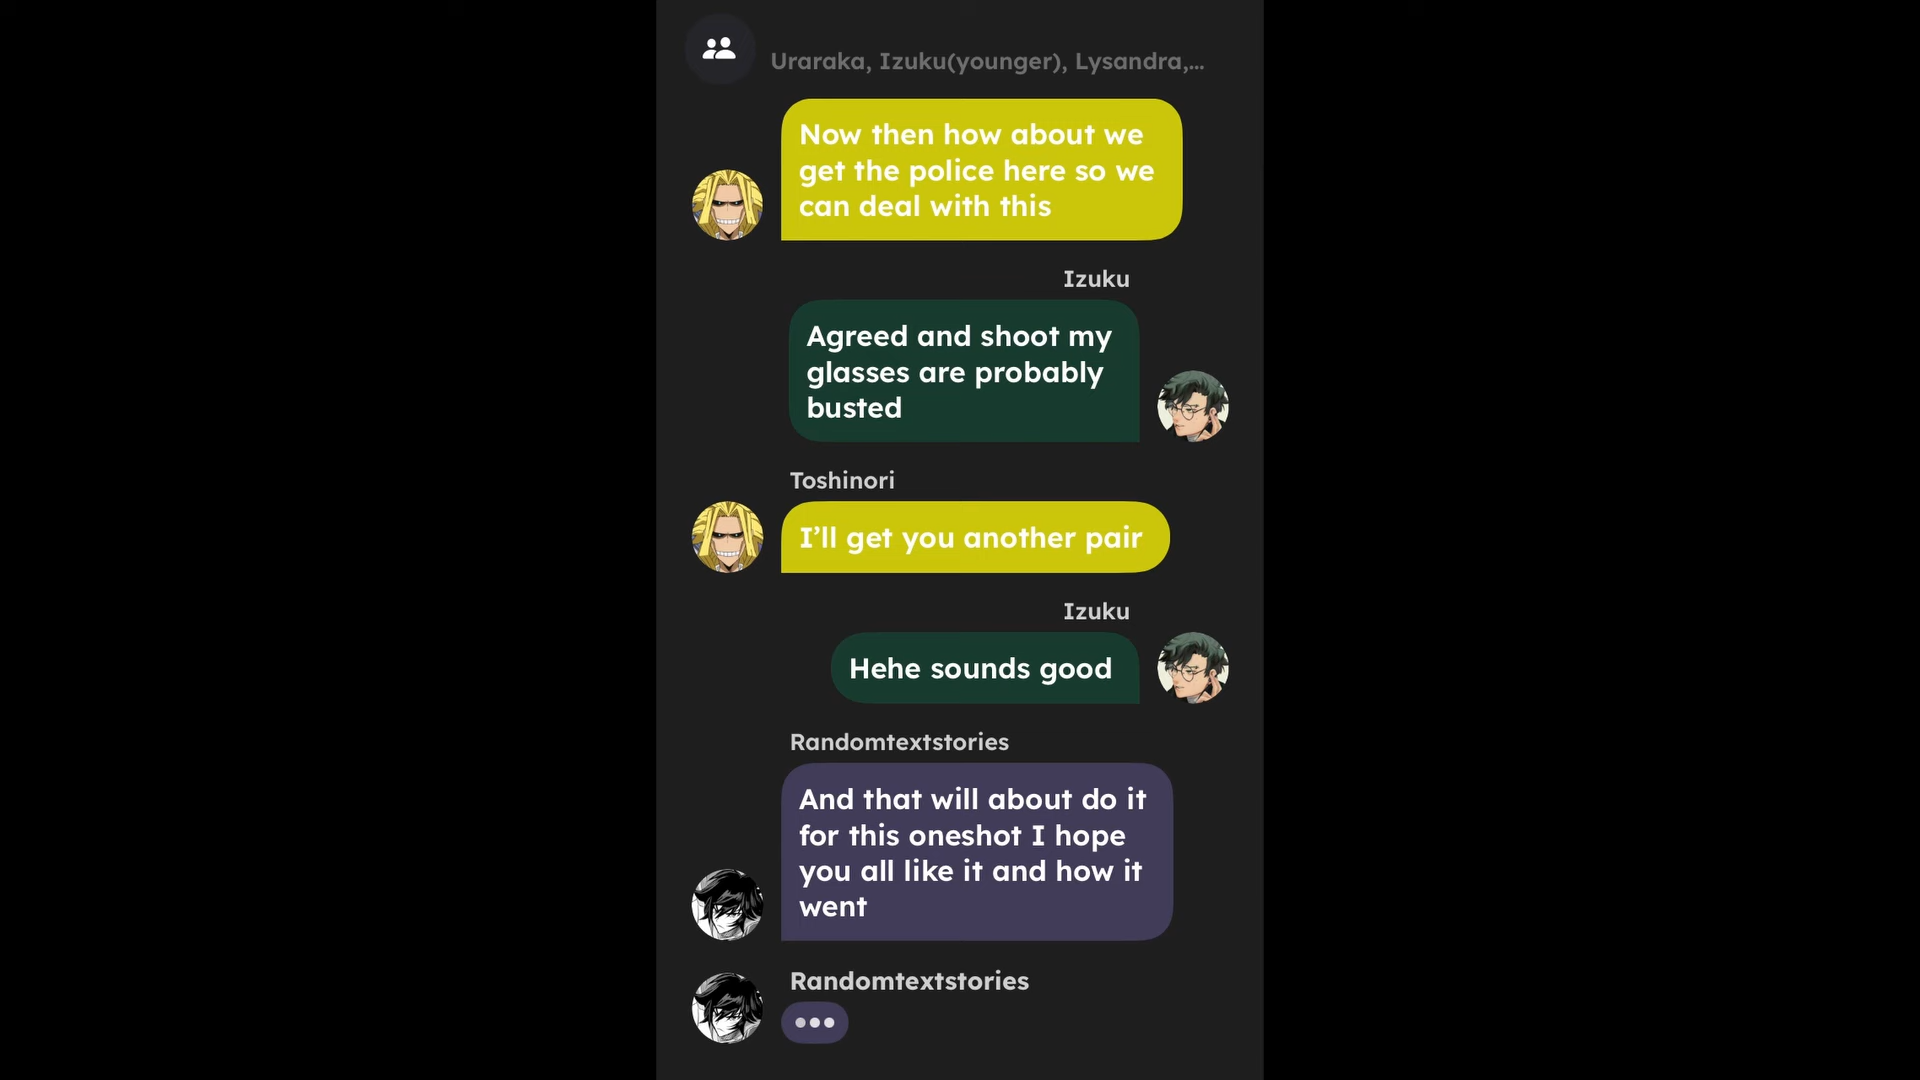 Uraraka, Izuku(younger), Lysandra,...
Now then how about we
get the police here so we
can deal with this
Izuku
Agreed and shoot my
glasses are probably
busted
Toshinori
I’ll get you another pair
Izuku
Hehe sounds good
Randomtextstories
And that will about do it
for this oneshot I hope
you all like it and how it
went
Randomtextstories